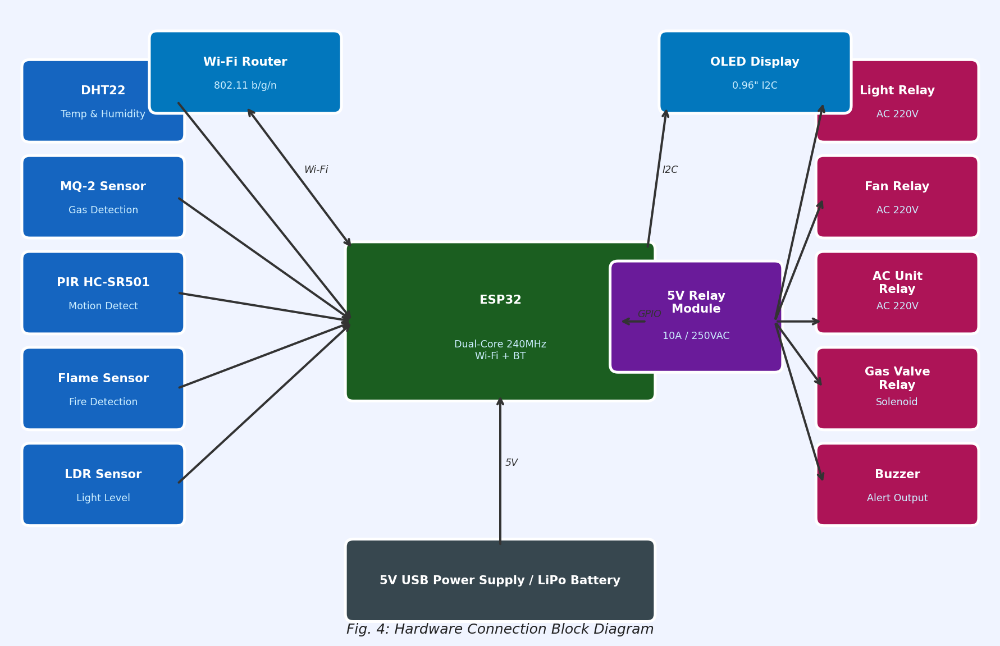 Wi-Fi Router
802.11 b/g/n
OLED Display
0.96" I2C
DHT22
Temp & Humidity
Light Relay
AC 220V
Wi-Fi
I2C
MQ-2 Sensor
Gas Detection
Fan Relay
AC 220V
PIR HC-SR501
Motion Detect
ESP32
Dual-Core 240MHz
Wi-Fi + BT
GPIO
5V Relay
Module
10A / 250VAC
AC Unit
Relay
AC 220V
Flame Sensor
Fire Detection
Gas Valve
Relay
Solenoid
LDR Sensor
Light Level
5V
Buzzer
Alert Output
5V USB Power Supply / LiPo Battery
Fig. 4: Hardware Connection Block Diagram